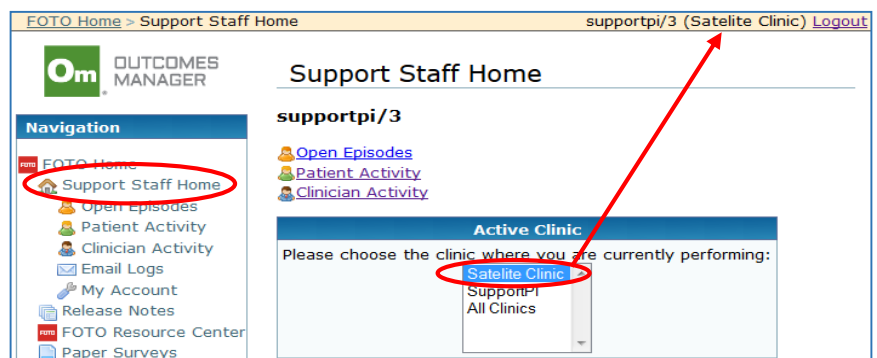 FOTO Home > Support Staff Home supportpi/3 (Satelite Clinic) Logout
Om OUTCOMES MANAGER
Support Staff Home
supportpi/3
Open Episodes
Patient Activity
Clinician Activity
Navigation
FOTO FOTO Home
Support Staff Home
Open Episodes
Patient Activity
Clinician Activity
Email Logs
My Account
Release Notes
FOTO FOTO Resource Center
Paper Surveys
Active Clinic
Please choose the clinic where you are currently performing:
Satelite Clinic
SupportPI
All Clinics